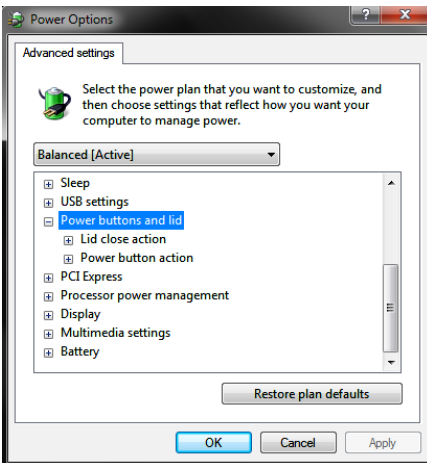 Power Options
Advanced settings
Select the power plan that you want to customize, and
then choose settings that reflect how you want your
computer to manage power.
Balanced [Active]
Sleep
USB settings
Power buttons and lid
Lid close action
Power button action
PCI Express
Processor power management
Display
Multimedia settings
Battery
Restore plan defaults
OK Cancel Apply